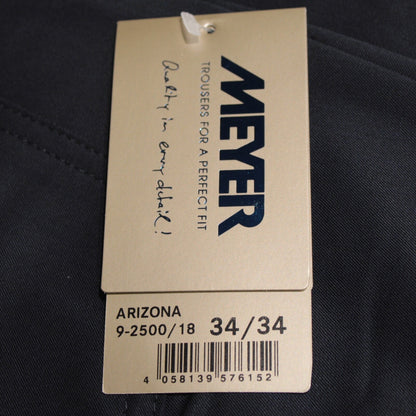 MEYER
TROUSERS FOR A PERFECT FIT
Quality in every detail!
ARIZONA
9-2500/18 34/34
4 058139 576152